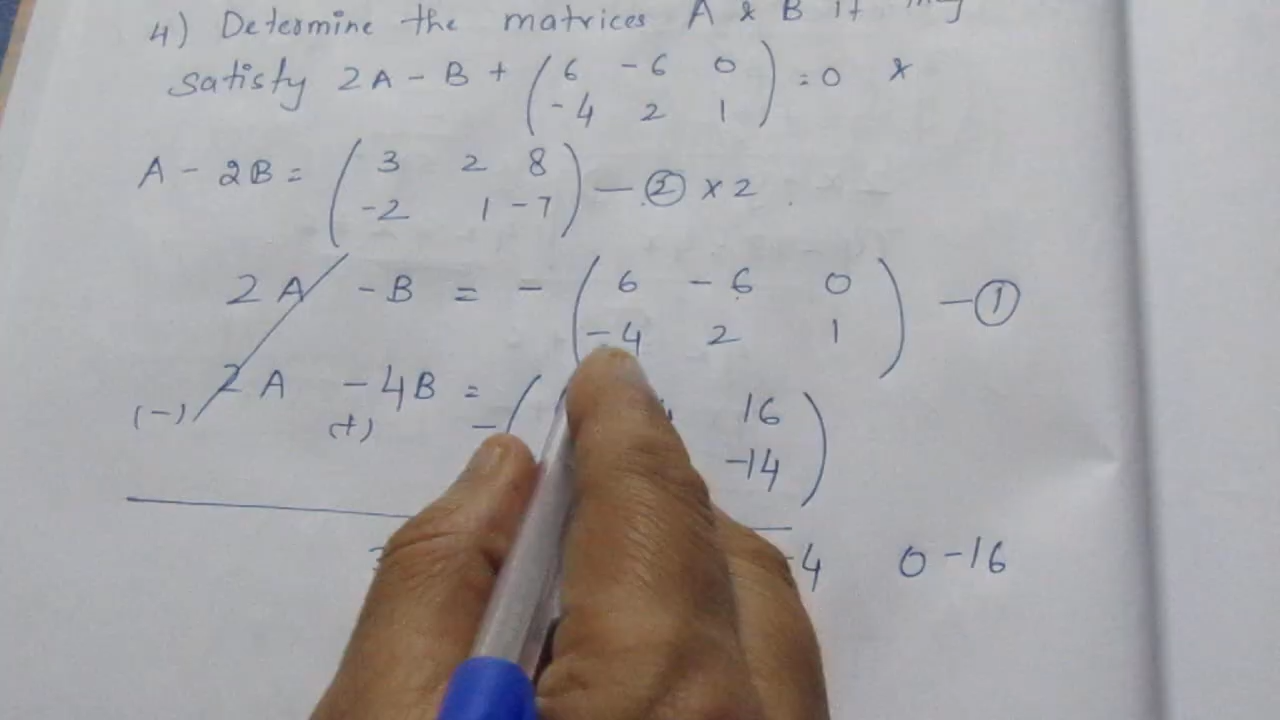 4) Determine the matrices A & B if
satisfy 2A - B + ( 6 -6 0 ) = 0 &
( -4 2 1 )
A - 2B = ( 3 2 8 ) — ② × 2
( -2 1 -7 )
2A - B = - ( 6 -6 0 ) — ①
( -4 2 1 )
2A - 4B = ( 16 )
(-) (+) - -14
-4 0 -16